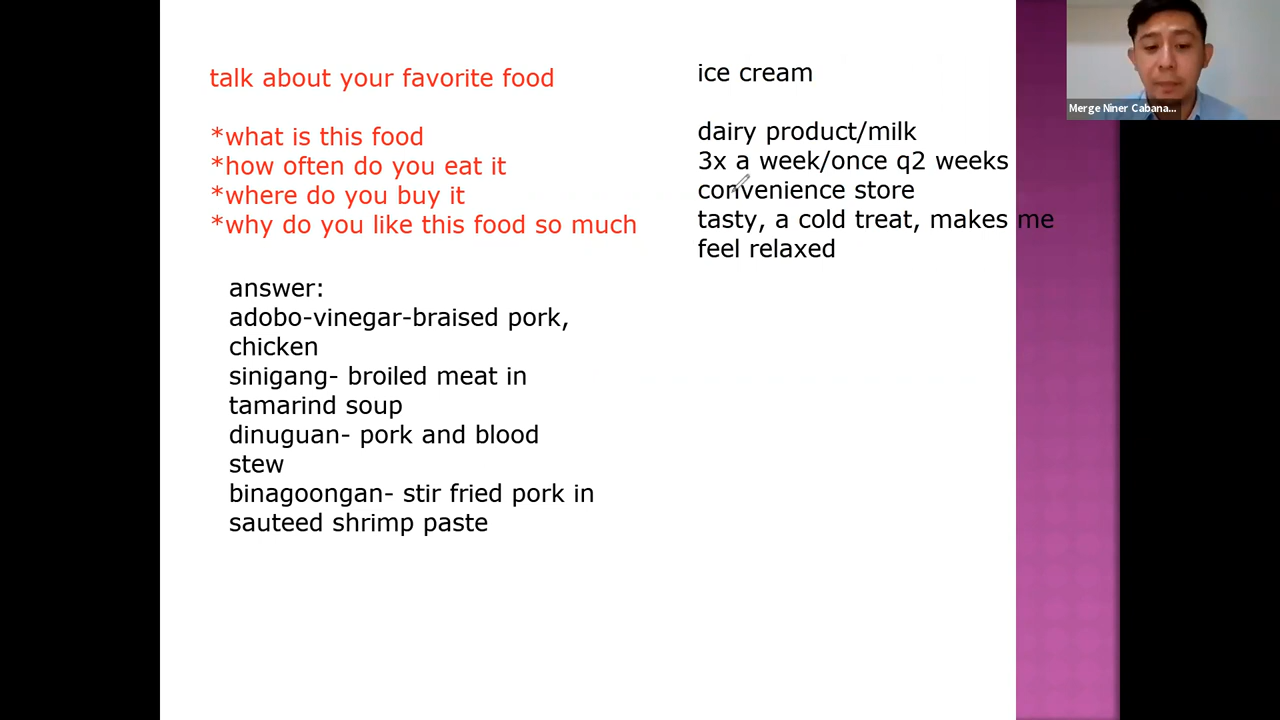 talk about your favorite food
*what is this food
*how often do you eat it
*where do you buy it
*why do you like this food so much
answer:
adobo-vinegar-braised pork,
chicken
sinigang- broiled meat in
tamarind soup
dinuguan- pork and blood
stew
binagoongan- stir fried pork in
sauteed shrimp paste
ice cream
dairy product/milk
3x a week/once q2 weeks
convenience store
tasty, a cold treat, makes me
feel relaxed
Merge Niner Cabana...